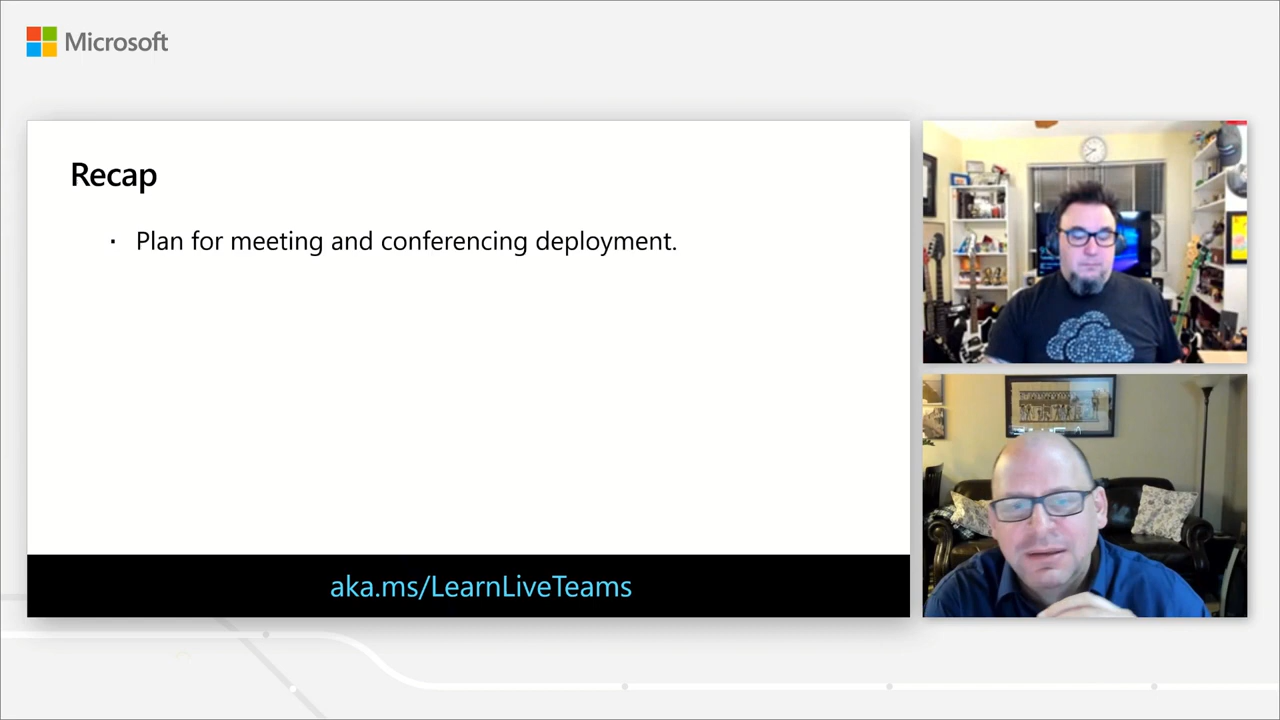 Microsoft
Recap
· Plan for meeting and conferencing deployment.
aka.ms/LearnLiveTeams